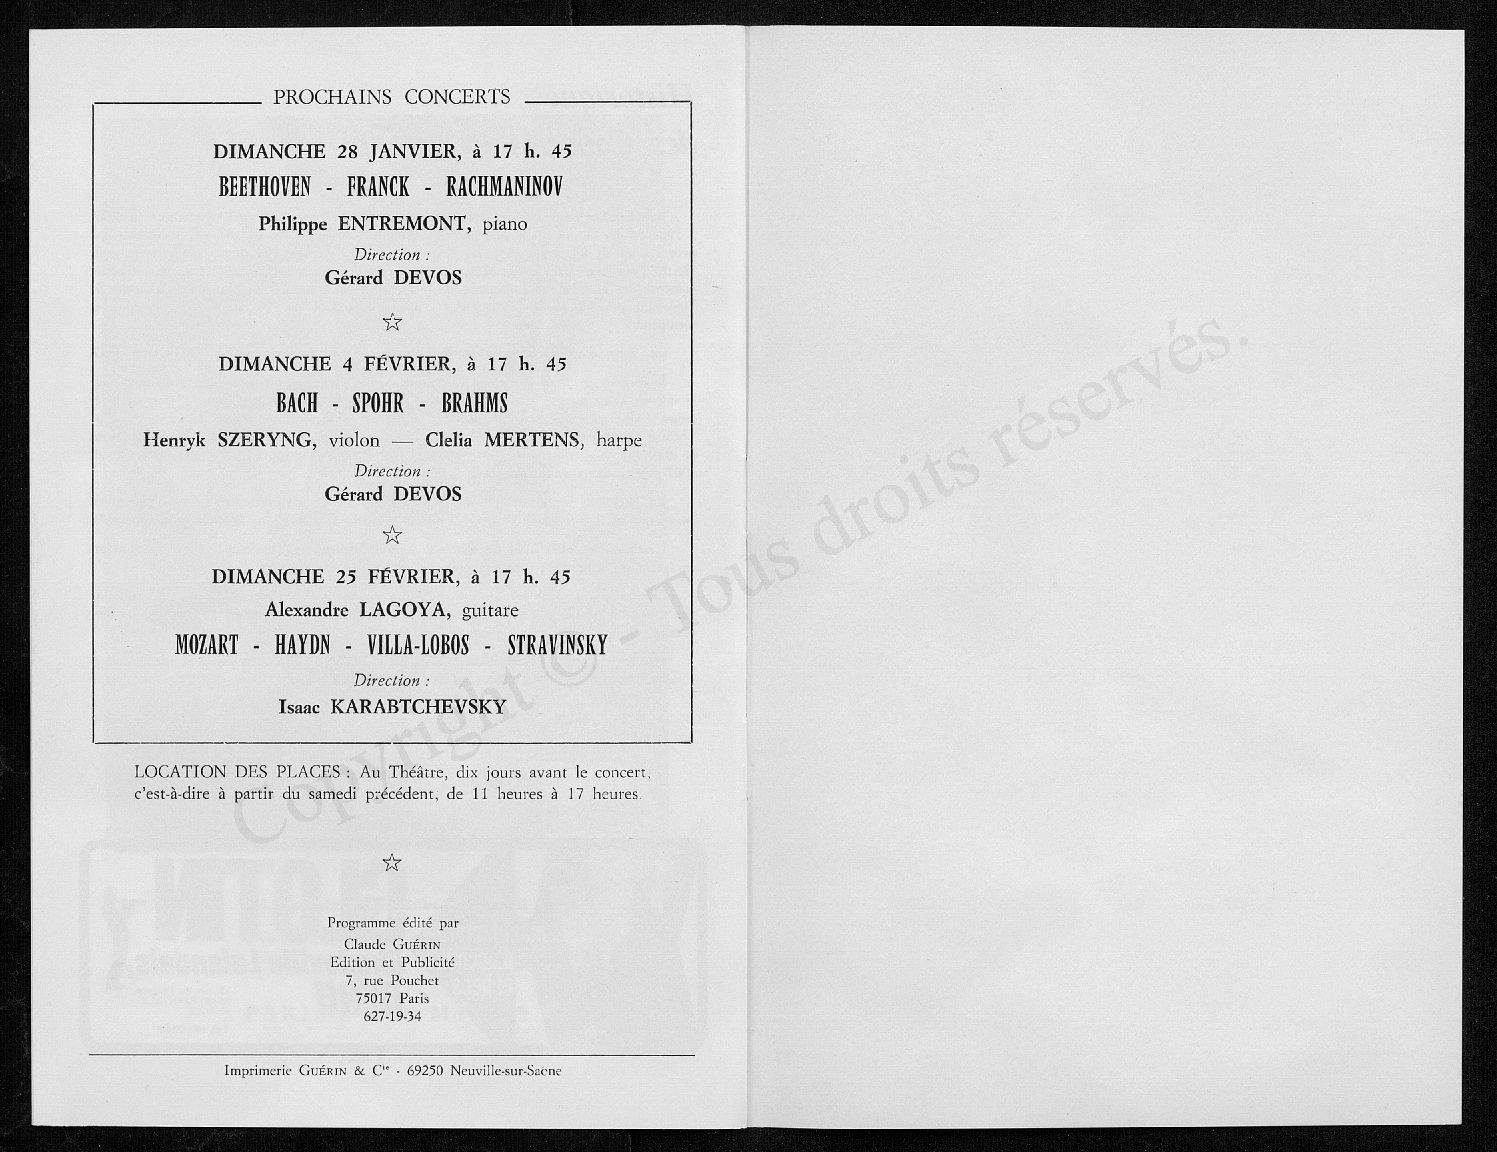 PROCHAINS CONCERTS
DIMANCHE 28 JANVIER, à 17 h. 45
BEETHOVEN - FRANCK - RACHMANINOV
Philippe ENTREMONT, piano
Direction :
Gérard DEVOS
☆
DIMANCHE 4 FÉVRIER, à 17 h. 45
BACH - SPOHR - BRAHMS
Henryk SZERYNG, violon — Clelia MERTENS, harpe
Direction :
Gérard DEVOS
☆
DIMANCHE 25 FÉVRIER, à 17 h. 45
Alexandre LAGOYA, guitare
MOZART - HAYDN - VILLA-LOBOS - STRAVINSKY
Direction :
Isaac KARABTCHEVSKY
LOCATION DES PLACES : Au Théâtre, dix jours avant le concert,
c'est-à-dire à partir du samedi précédent, de 11 heures à 17 heures.
☆
Programme édité par
Claude GUÉRIN
Edition et Publicité
7, rue Pouchet
75017 Paris
627-19-34
Imprimerie GUÉRIN & Cie - 69250 Neuville-sur-Saône
Copyright © - Tous droits réservés.